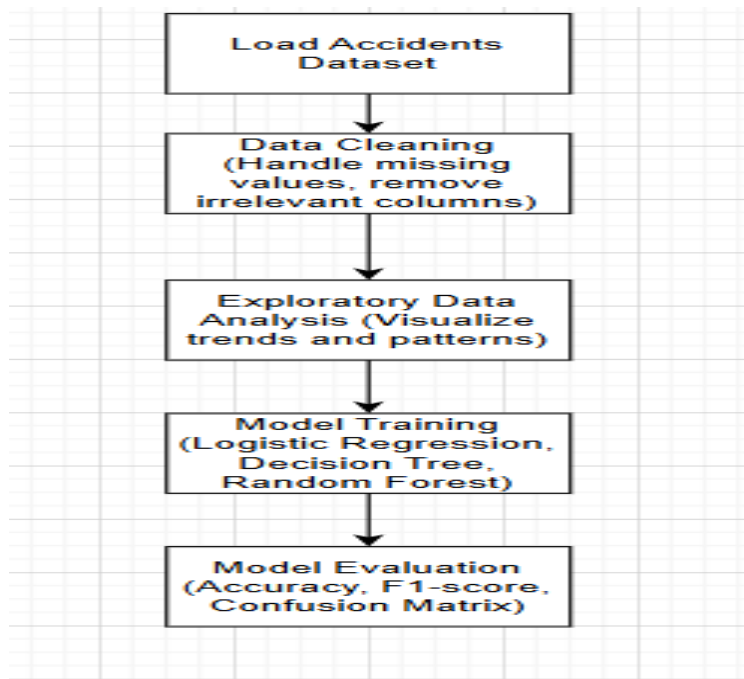 Load Accidents
Dataset
Data Cleaning
(Handle missing
values, remove
irrelevant columns)
Exploratory Data
Analysis (Visualize
trends and patterns)
Model Training
(Logistic Regression,
Decision Tree,
Random Forest)
Model Evaluation
(Accuracy, F1-score,
Confusion Matrix)